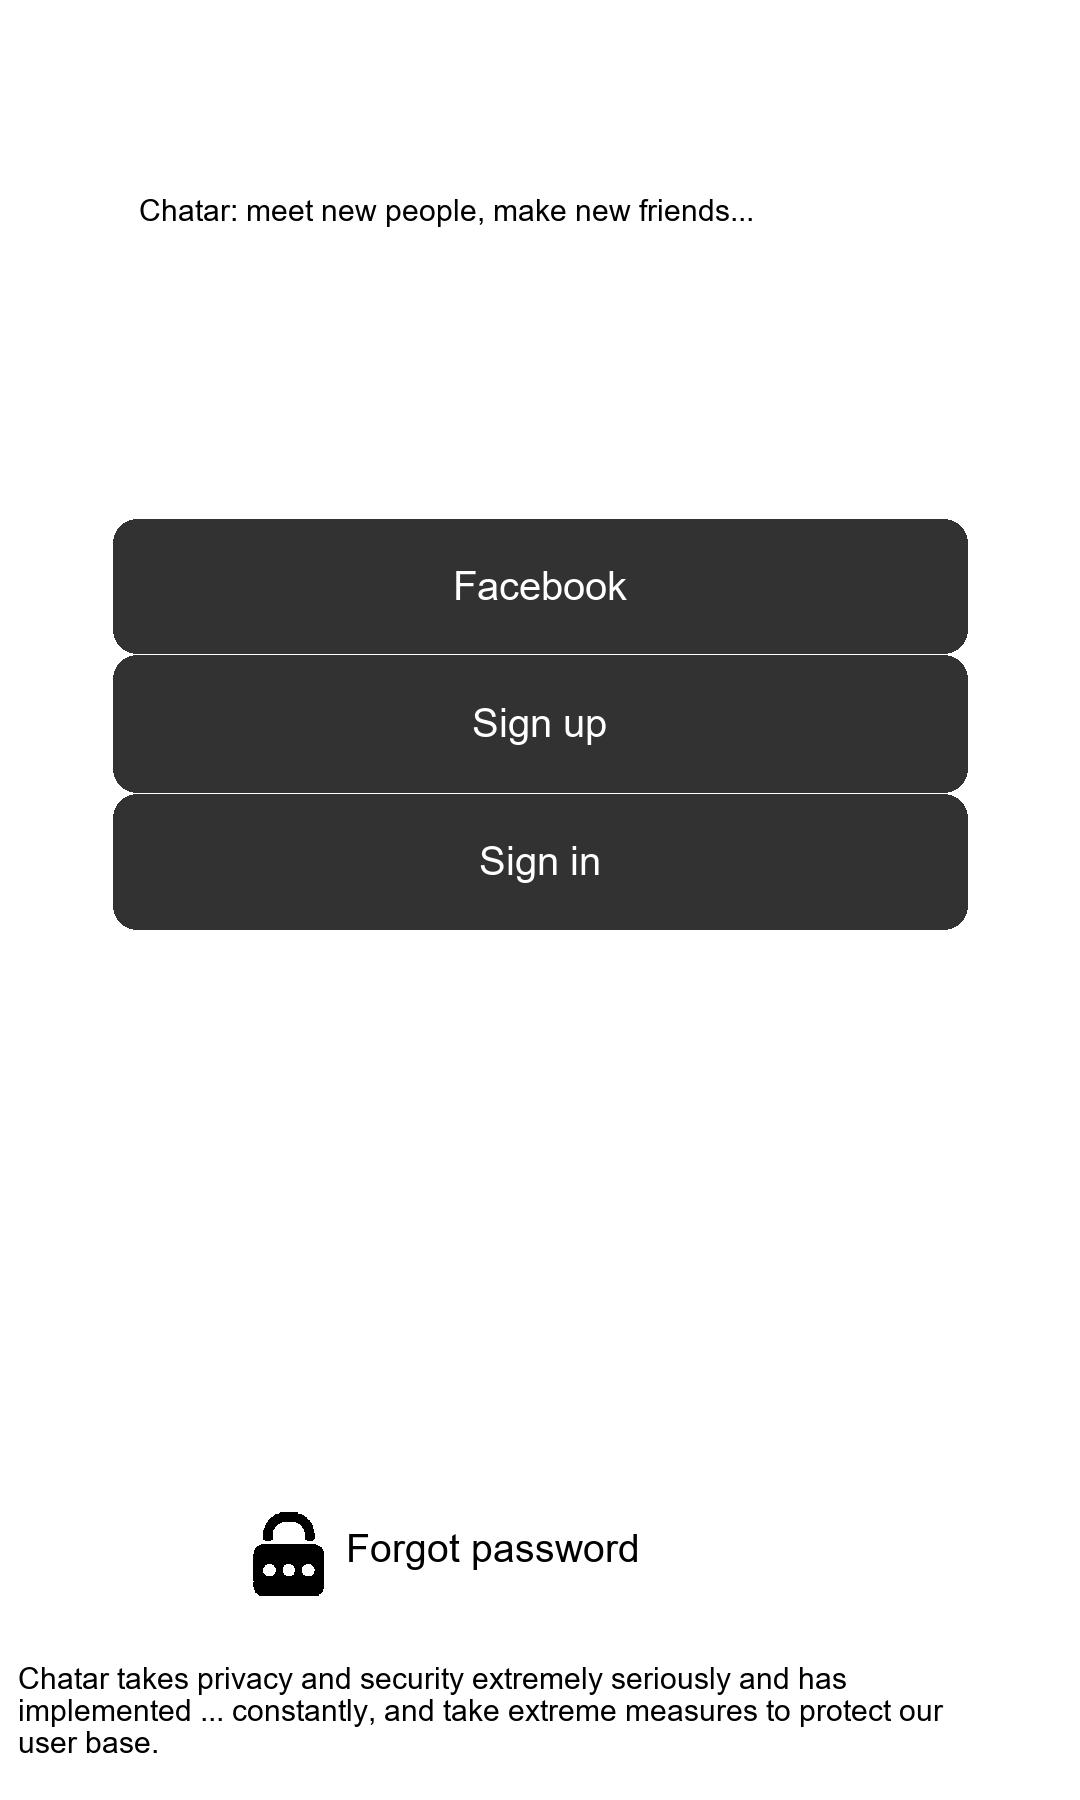 Chatar: meet new people, make new friends...
Facebook
Sign up
Sign in
Forgot password
Chatar takes privacy and security extremely seriously and has
implemented ... constantly, and take extreme measures to protect our
user base.